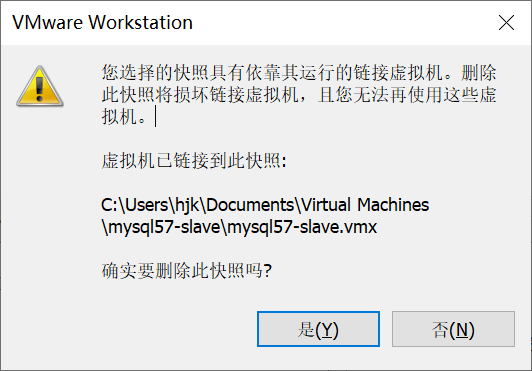 VMware Workstation
您选择的快照具有依靠其运行的链接虚拟机。删除
此快照将损坏链接虚拟机，且您无法再使用这些虚
拟机。
虚拟机已链接到此快照:
C:\Users\hjk\Documents\Virtual Machines
\mysql57-slave\mysql57-slave.vmx
确实要删除此快照吗?
是(Y)
否(N)